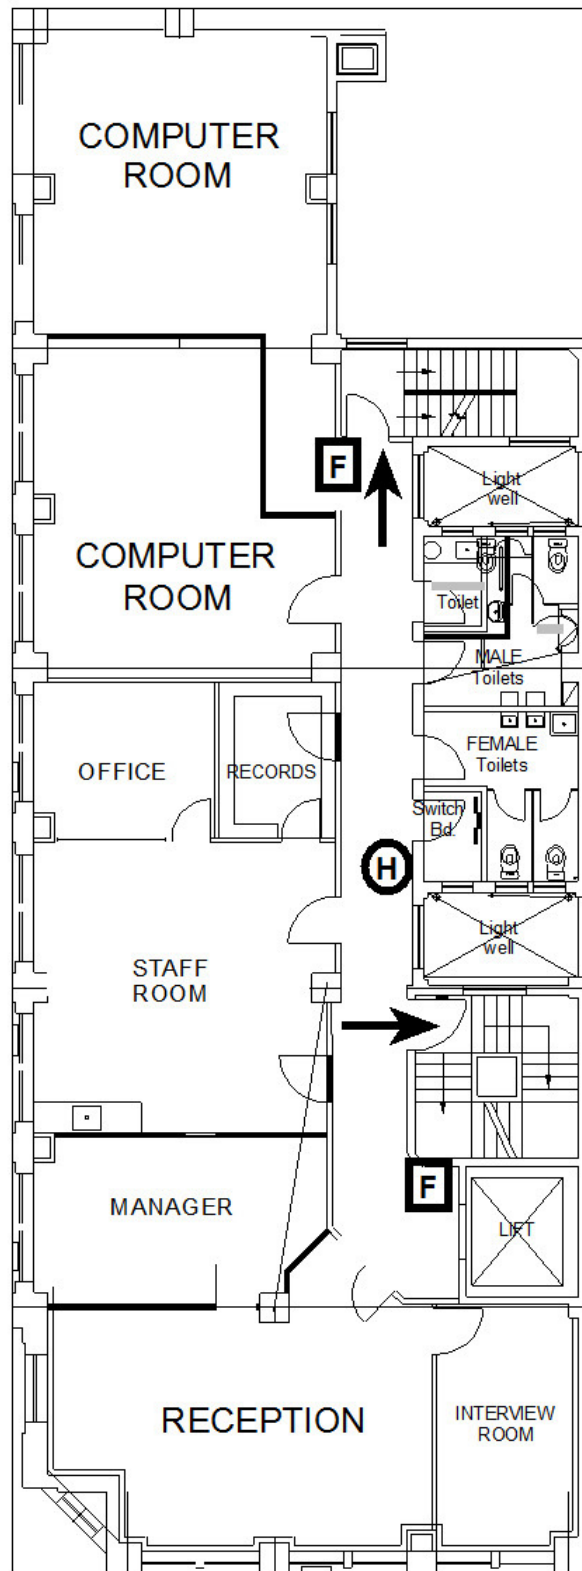 COMPUTER
ROOM
F
Light
well
COMPUTER
ROOM
Toilet
MALE
Toilets
OFFICE
RECORDS
FEMALE
Toilets
Switch
Bd.
H
Light
well
STAFF
ROOM
F
MANAGER
LIFT
RECEPTION
INTERVIEW
ROOM